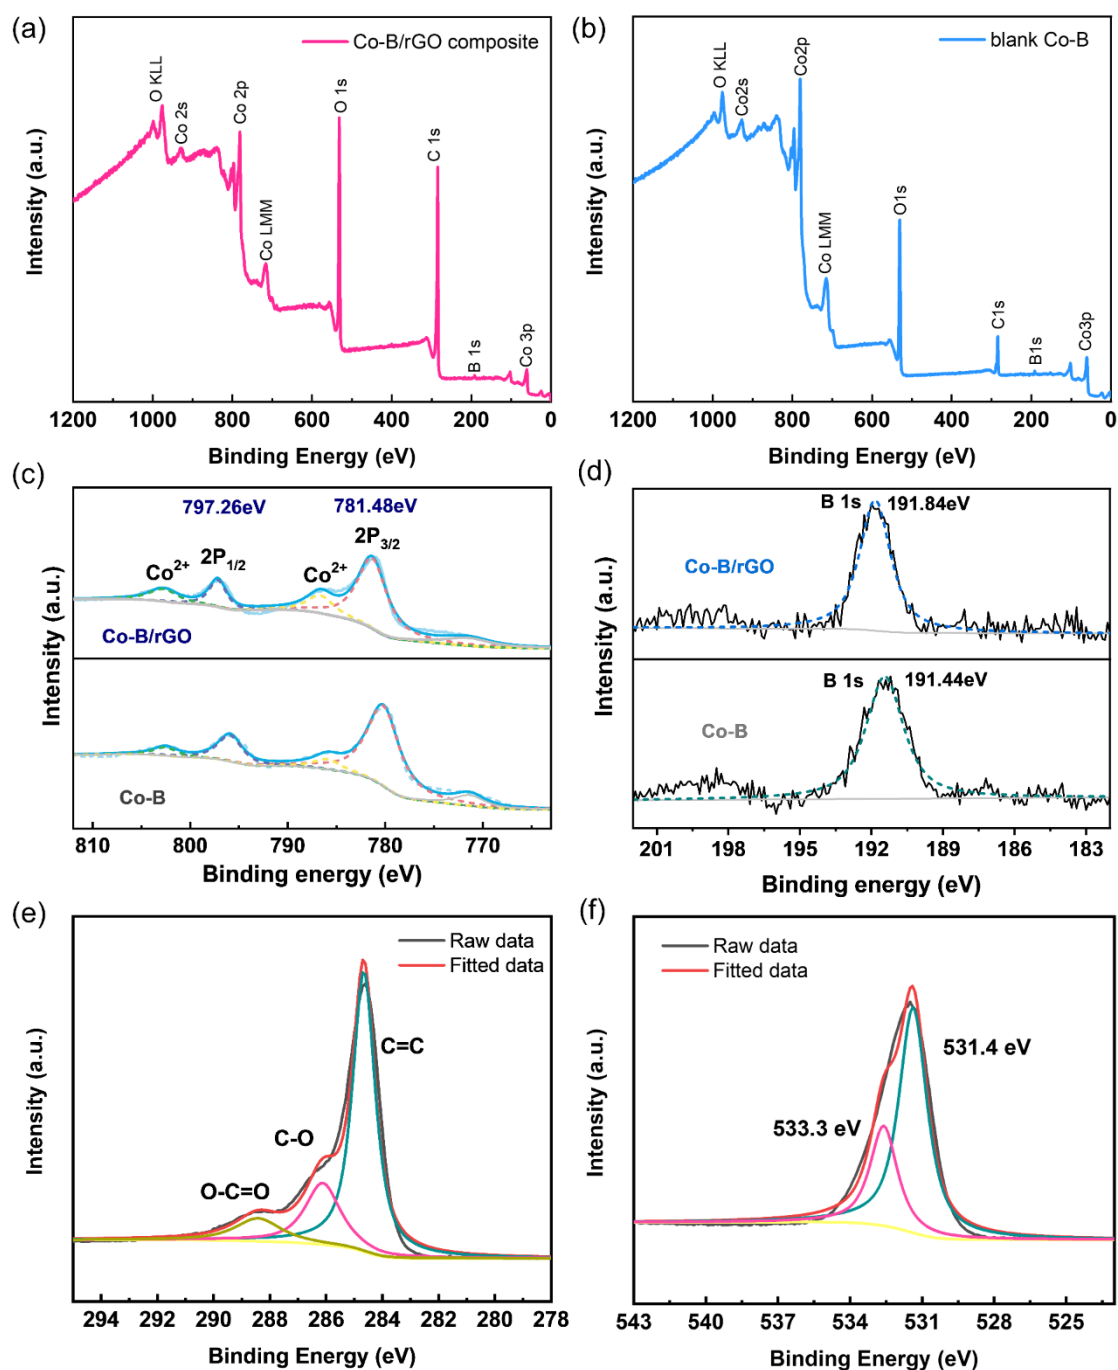 (a)
Co-B/rGO composite
O KLL
Co 2s
Co 2p
Co LMM
O 1s
C 1s
B 1s
Co 3p
Intensity (a.u.)
1200 1000 800 600 400 200 0
Binding Energy (eV)
(b)
blank Co-B
O KLL
Co2s
Co2p
Co LMM
O1s
C1s
B1s
Co3p
Intensity (a.u.)
1200 1000 800 600 400 200 0
Binding Energy (eV)
(c)
797.26eV 781.48eV
Co2+ 2P1/2 Co2+ 2P3/2
Co-B/rGO
Co-B
Intensity (a.u.)
810 800 790 780 770
Binding energy (eV)
(d)
B 1s 191.84eV
Co-B/rGO
B 1s 191.44eV
Co-B
Intensity (a.u.)
201 198 195 192 189 186 183
Binding energy (eV)
(e)
Raw data
Fitted data
C=C
C-O
O-C=O
Intensity (a.u.)
294 292 290 288 286 284 282 280 278
Binding Energy (eV)
(f)
Raw data
Fitted data
531.4 eV
533.3 eV
Intensity (a.u.)
543 540 537 534 531 528 525
Binding Energy (eV)